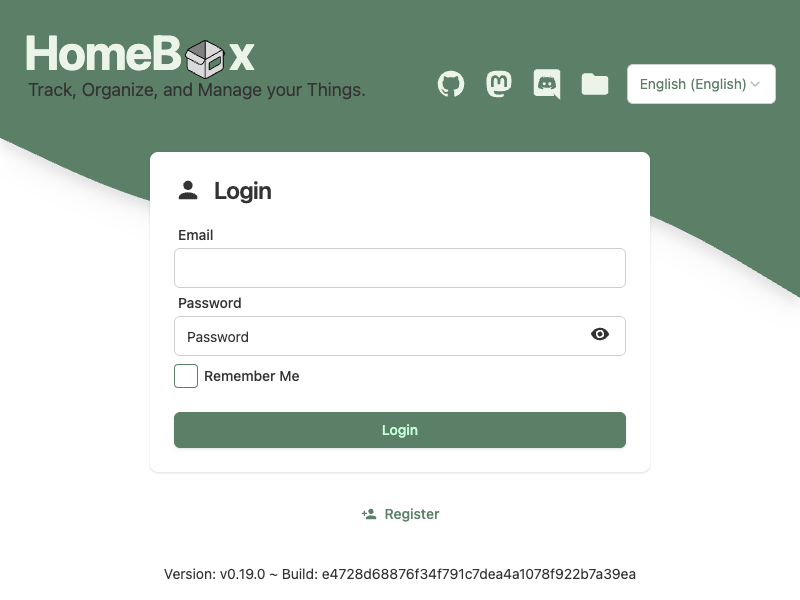 HomeBox
Track, Organize, and Manage your Things.
English (English)
Login
Email
Password
Password
Remember Me
Login
Register
Version: v0.19.0 ~ Build: e4728d68876f34f791c7dea4a1078f922b7a39ea